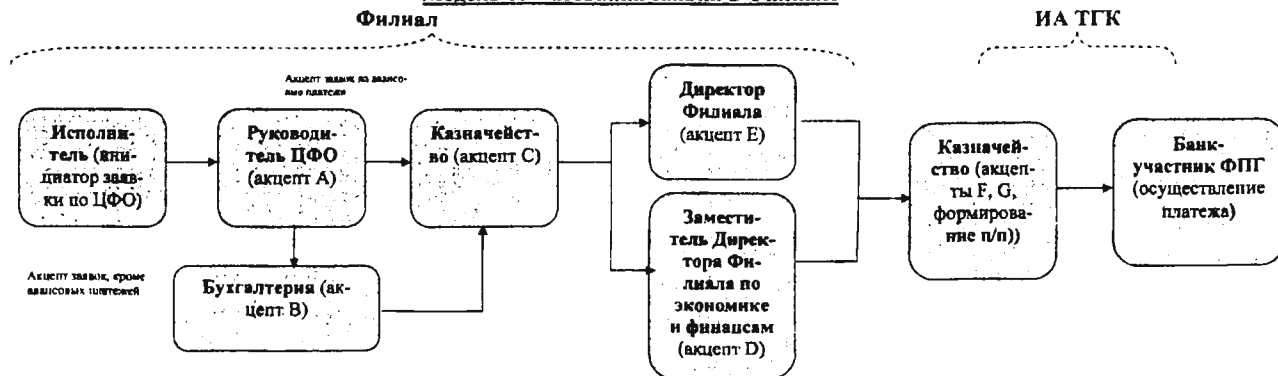 Филиал
ИА ТГК
Акцепт заявок на авансо-
вые платежи
Исполни-
тель (ини-
циатор заяв-
ки по ЦФО)
Руководи-
тель ЦФО
(акцепт А)
Казначейст-
во (акцепт С)
Директор
Филиала
(акцепт Е)
Казначей-
ство (акцеп-
ты F, G,
формирова-
ние п/п))
Банк-
участник ФПГ
(осуществление
платежа)
Замести-
тель Дирек-
тора Фи-
лиала по
экономике
и финансам
(акцепт D)
Акцепт заявок, кроме
авансовых платежей
Бухгалтерия (ак-
цепт В)